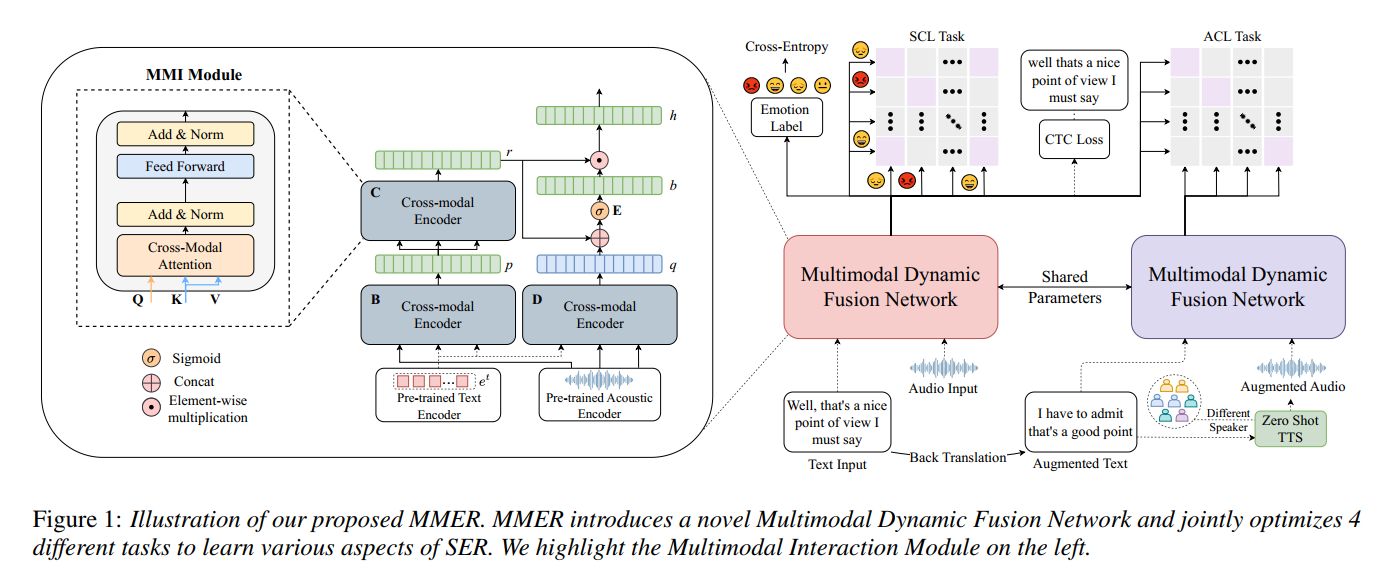 MMI Module
Add & Norm
Feed Forward
Add & Norm
Cross-Modal
Attention
Q
K
V
σ Sigmoid
Concat
Element-wise
multiplication
h
r
b
σ E
C
Cross-modal
Encoder
p
q
B
Cross-modal
Encoder
D
Cross-modal
Encoder
e^t
Pre-trained Text
Encoder
Pre-trained Acoustic
Encoder
Cross-Entropy
Emotion
Label
SCL Task
well thats a nice
point of view I
must say
CTC Loss
ACL Task
Multimodal Dynamic
Fusion Network
Shared
Parameters
Multimodal Dynamic
Fusion Network
Audio Input
Well, that's a nice
point of view I
must say
Text Input
Back Translation
I have to admit
that's a good point
Augmented Text
Different
Speaker
Augmented Audio
Zero Shot
TTS
Figure 1: Illustration of our proposed MMER. MMER introduces a novel Multimodal Dynamic Fusion Network and jointly optimizes 4
different tasks to learn various aspects of SER. We highlight the Multimodal Interaction Module on the left.